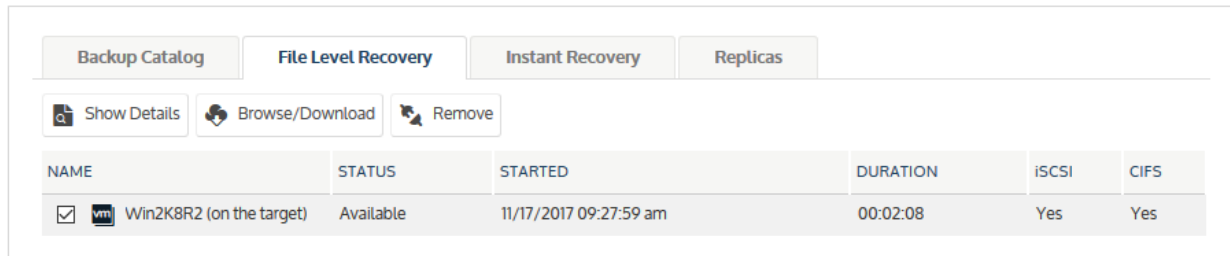 Backup Catalog File Level Recovery Instant Recovery Replicas
Show Details Browse/Download Remove
NAME STATUS STARTED DURATION iSCSI CIFS
vm Win2K8R2 (on the target) Available 11/17/2017 09:27:59 am 00:02:08 Yes Yes